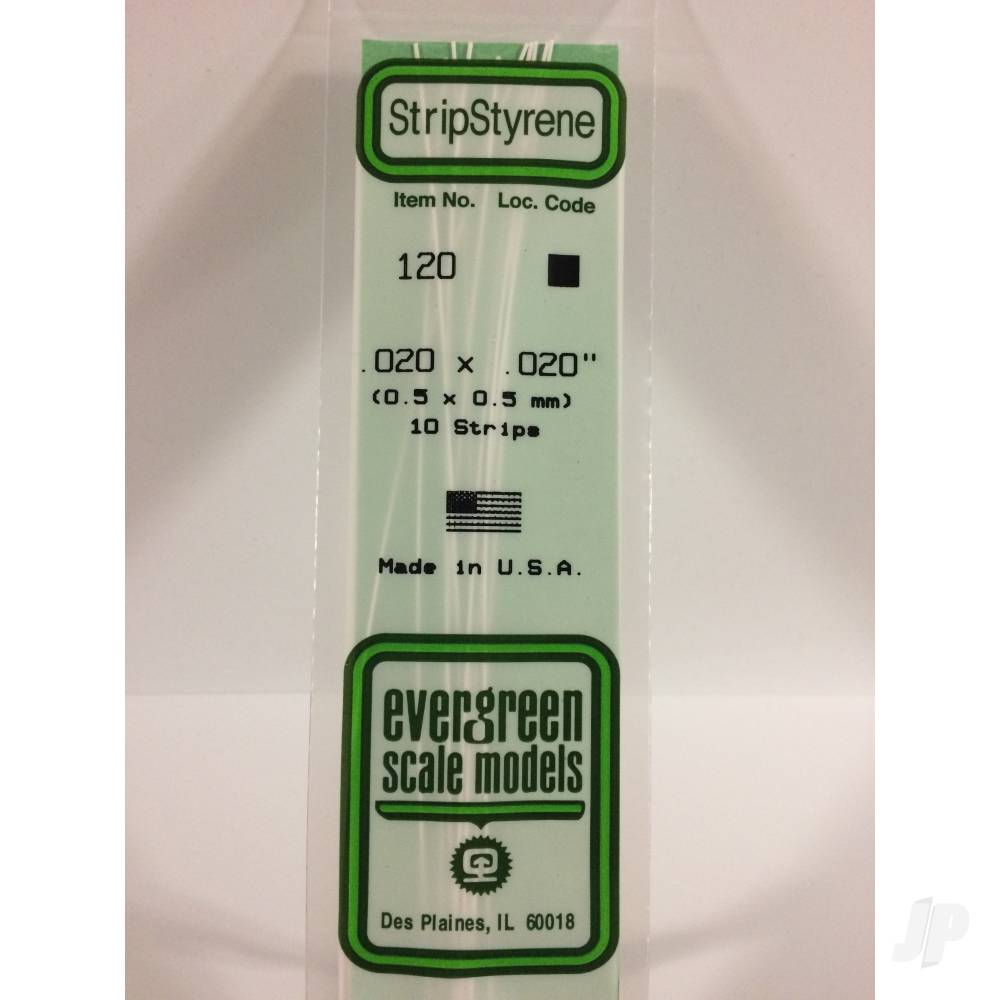 StripStyrene
Item No. Loc. Code
120
.020 x .020"
(0.5 x 0.5 mm)
10 Strips
Made in U.S.A.
evergreen
scale models
Des Plaines, IL 60018
JP